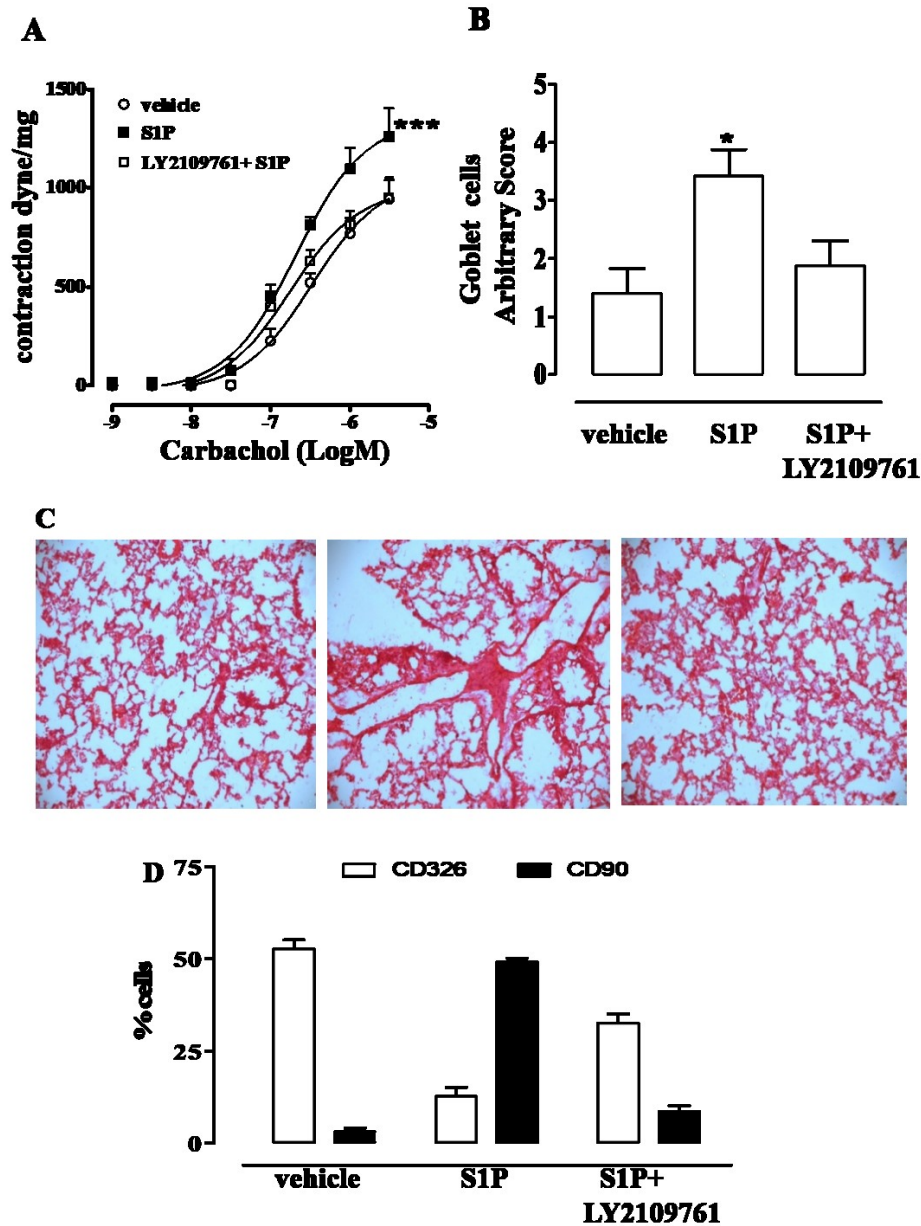 A
1500
1000
500
0
contraction dyne/mg
vehicle
S1P
LY2109761+ S1P
***
-9
-8
-7
-6
-5
Carbachol (LogM)
B
5
4
3
2
1
0
Goblet cells
Arbitrary Score
*
vehicle
S1P
S1P+
LY2109761
C
D
75
50
25
0
%cells
CD326
CD90
vehicle
S1P
S1P+
LY2109761